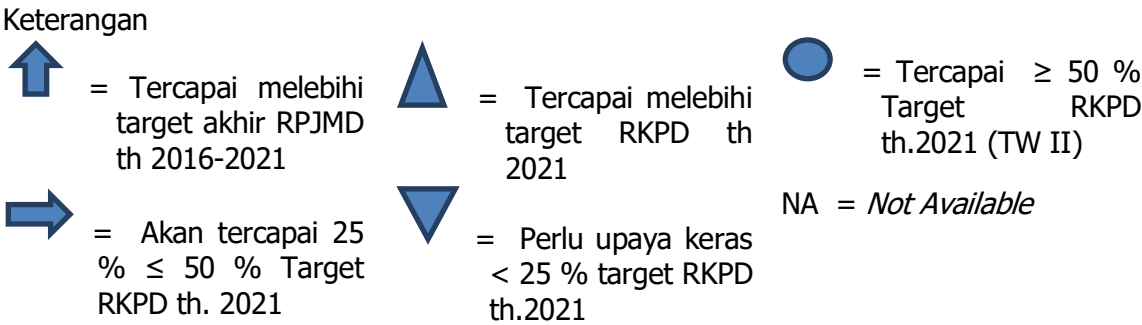 Keterangan
= Tercapai melebihi
target akhir RPJMD
th 2016-2021
= Tercapai melebihi
target RKPD th
2021
= Tercapai ≥ 50 %
Target RKPD
th.2021 (TW II)
= Akan tercapai 25
% ≤ 50 % Target
RKPD th. 2021
= Perlu upaya keras
< 25 % target RKPD
th.2021
NA = Not Available